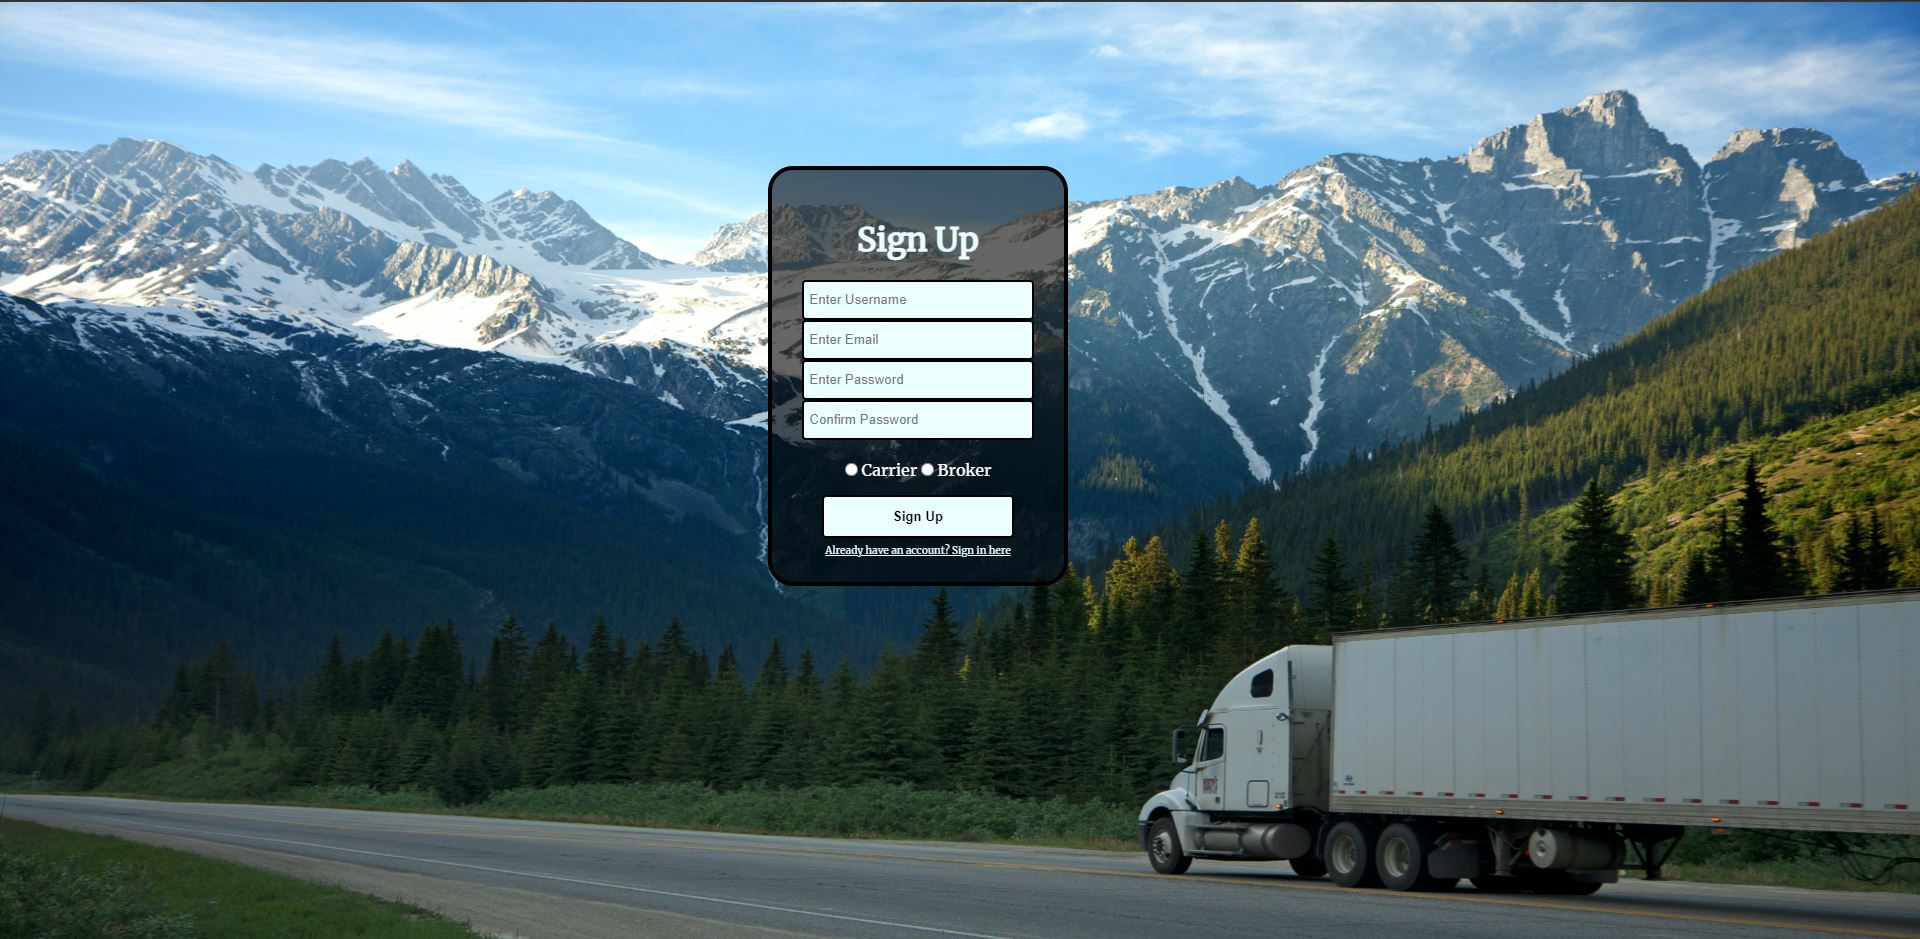 Sign Up
Enter Username
Enter Email
Enter Password
Confirm Password
Carrier Broker
Sign Up
Already have an account? Sign in here